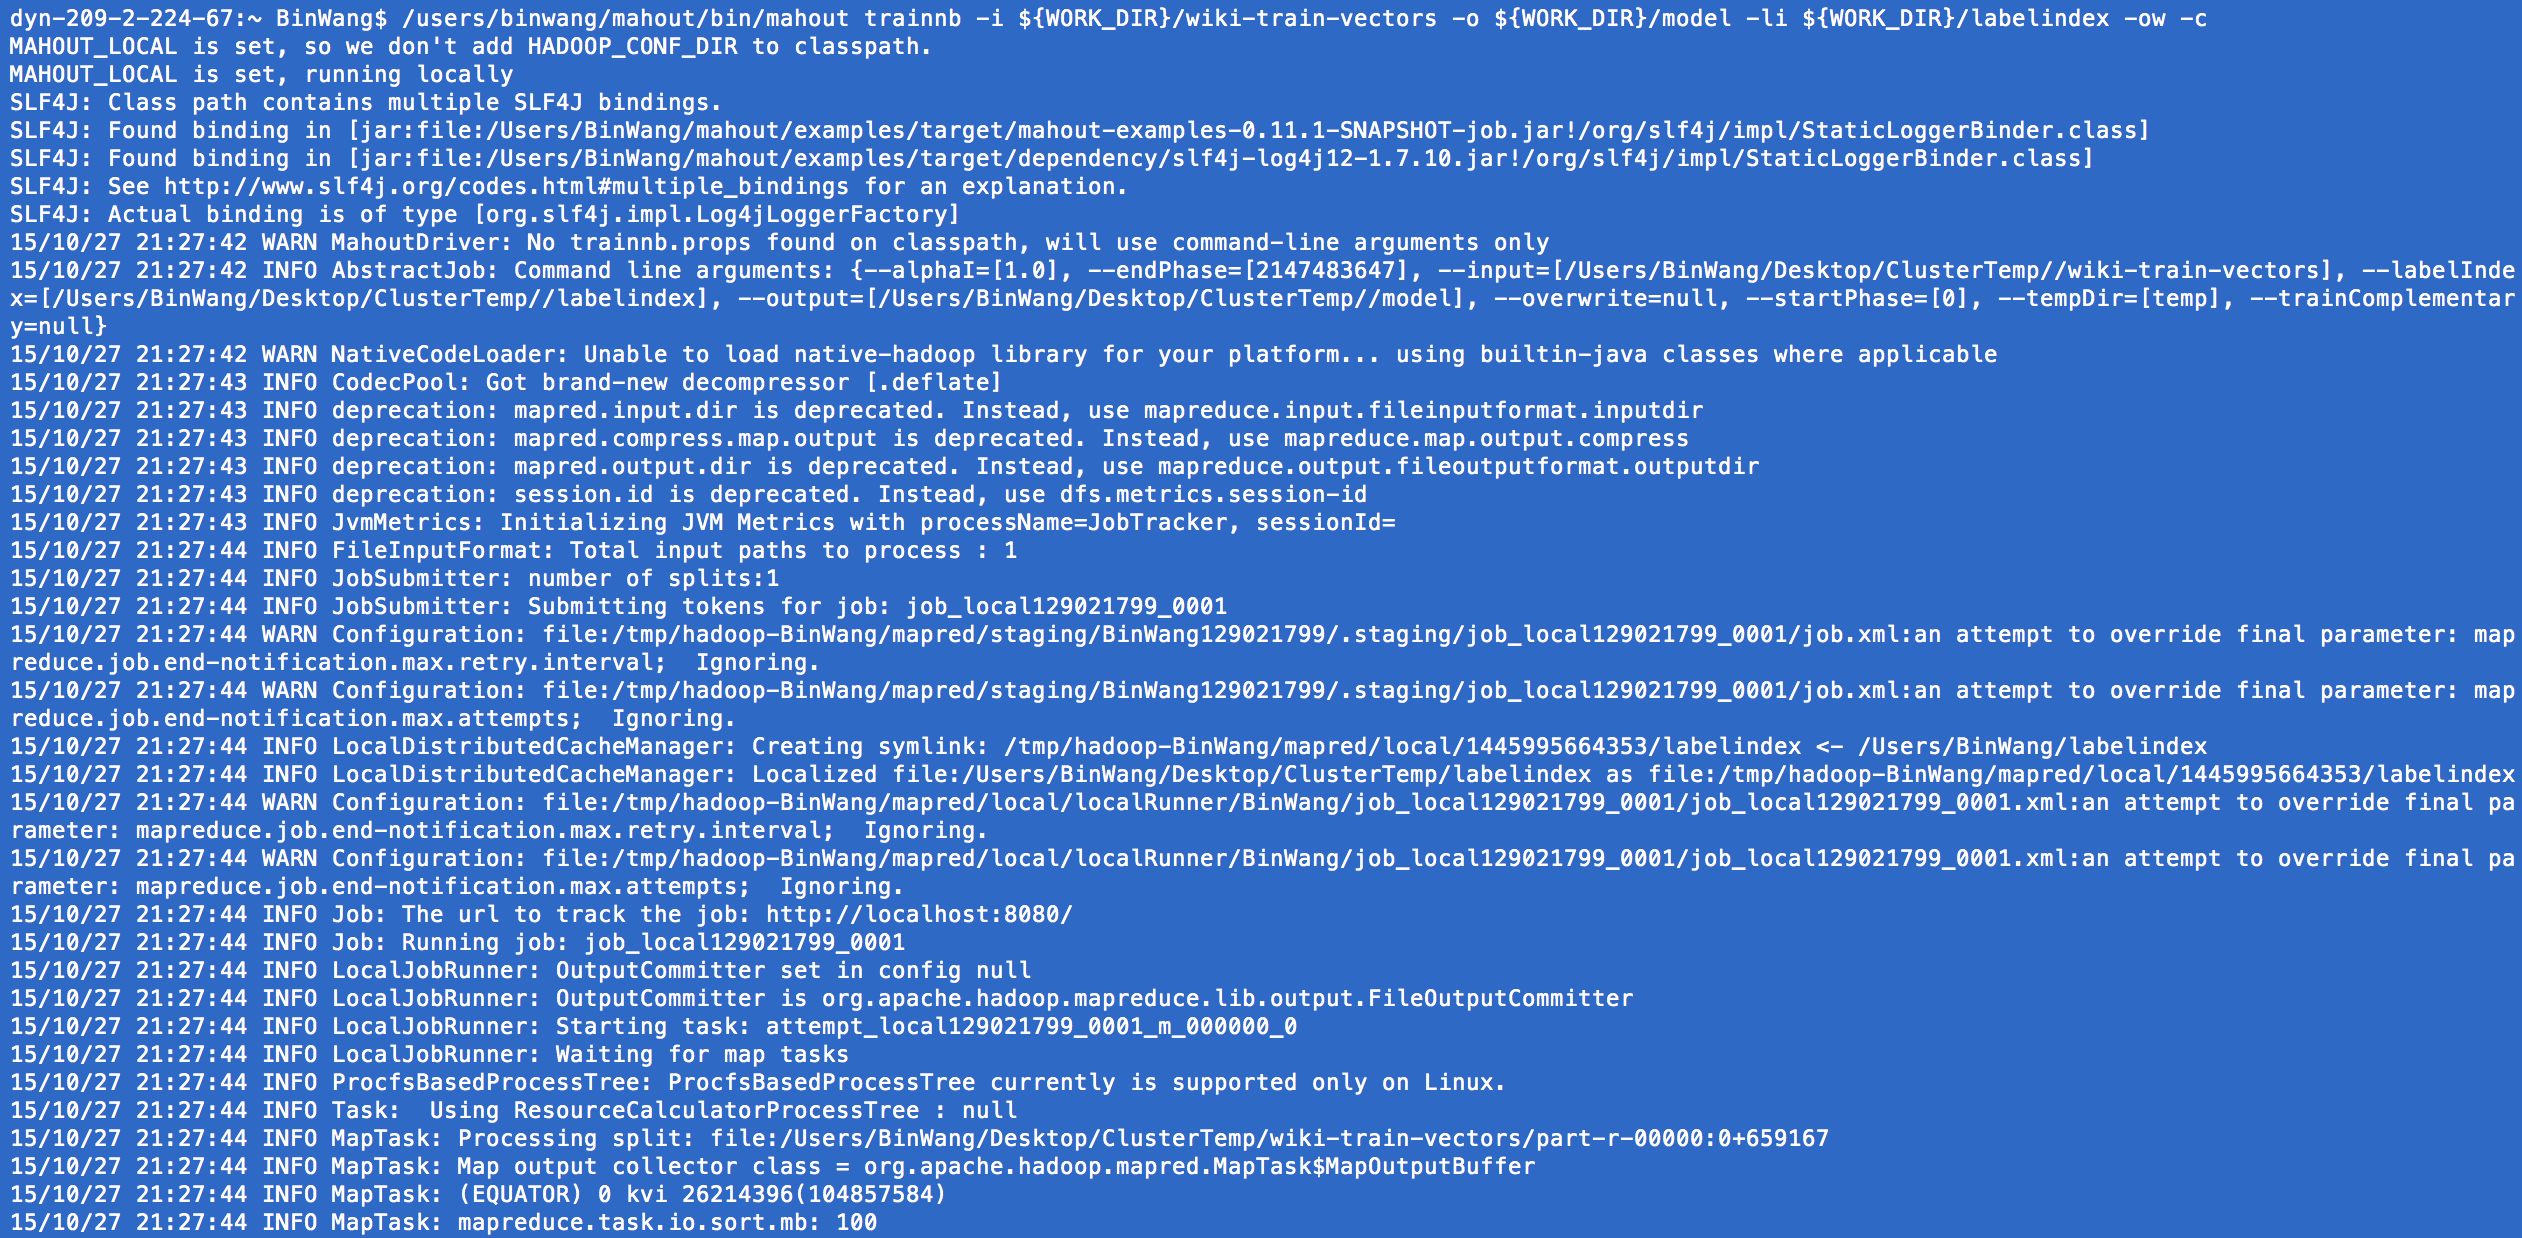 dyn-209-2-224-67:~ BinWang$ /users/binwang/mahout/bin/mahout trainnb -i ${WORK_DIR}/wiki-train-vectors -o ${WORK_DIR}/model -li ${WORK_DIR}/labelindex -ow -c
MAHOUT_LOCAL is set, so we don't add HADOOP_CONF_DIR to classpath.
MAHOUT_LOCAL is set, running locally
SLF4J: Class path contains multiple SLF4J bindings.
SLF4J: Found binding in [jar:file:/Users/BinWang/mahout/examples/target/mahout-examples-0.11.1-SNAPSHOT-job.jar!/org/slf4j/impl/StaticLoggerBinder.class]
SLF4J: Found binding in [jar:file:/Users/BinWang/mahout/examples/target/dependency/slf4j-log4j12-1.7.10.jar!/org/slf4j/impl/StaticLoggerBinder.class]
SLF4J: See http://www.slf4j.org/codes.html#multiple_bindings for an explanation.
SLF4J: Actual binding is of type [org.slf4j.impl.Log4jLoggerFactory]
15/10/27 21:27:42 WARN MahoutDriver: No trainnb.props found on classpath, will use command-line arguments only
15/10/27 21:27:42 INFO AbstractJob: Command line arguments: {--alphaI=[1.0], --endPhase=[2147483647], --input=[/Users/BinWang/Desktop/ClusterTemp//wiki-train-vectors], --labelInde
x=[/Users/BinWang/Desktop/ClusterTemp//labelindex], --output=[/Users/BinWang/Desktop/ClusterTemp//model], --overwrite=null, --startPhase=[0], --tempDir=[temp], --trainComplementar
y=null}
15/10/27 21:27:42 WARN NativeCodeLoader: Unable to load native-hadoop library for your platform... using builtin-java classes where applicable
15/10/27 21:27:43 INFO CodecPool: Got brand-new decompressor [.deflate]
15/10/27 21:27:43 INFO deprecation: mapred.input.dir is deprecated. Instead, use mapreduce.input.fileinputformat.inputdir
15/10/27 21:27:43 INFO deprecation: mapred.compress.map.output is deprecated. Instead, use mapreduce.map.output.compress
15/10/27 21:27:43 INFO deprecation: mapred.output.dir is deprecated. Instead, use mapreduce.output.fileoutputformat.outputdir
15/10/27 21:27:43 INFO deprecation: session.id is deprecated. Instead, use dfs.metrics.session-id
15/10/27 21:27:43 INFO JvmMetrics: Initializing JVM Metrics with processName=JobTracker, sessionId=
15/10/27 21:27:44 INFO FileInputFormat: Total input paths to process : 1
15/10/27 21:27:44 INFO JobSubmitter: number of splits:1
15/10/27 21:27:44 INFO JobSubmitter: Submitting tokens for job: job_local129021799_0001
15/10/27 21:27:44 WARN Configuration: file:/tmp/hadoop-BinWang/mapred/staging/BinWang129021799/.staging/job_local129021799_0001/job.xml:an attempt to override final parameter: map
reduce.job.end-notification.max.retry.interval;  Ignoring.
15/10/27 21:27:44 WARN Configuration: file:/tmp/hadoop-BinWang/mapred/staging/BinWang129021799/.staging/job_local129021799_0001/job.xml:an attempt to override final parameter: map
reduce.job.end-notification.max.attempts;  Ignoring.
15/10/27 21:27:44 INFO LocalDistributedCacheManager: Creating symlink: /tmp/hadoop-BinWang/mapred/local/1445995664353/labelindex <- /Users/BinWang/labelindex
15/10/27 21:27:44 INFO LocalDistributedCacheManager: Localized file:/Users/BinWang/Desktop/ClusterTemp/labelindex as file:/tmp/hadoop-BinWang/mapred/local/1445995664353/labelindex
15/10/27 21:27:44 WARN Configuration: file:/tmp/hadoop-BinWang/mapred/local/localRunner/BinWang/job_local129021799_0001/job_local129021799_0001.xml:an attempt to override final pa
rameter: mapreduce.job.end-notification.max.retry.interval;  Ignoring.
15/10/27 21:27:44 WARN Configuration: file:/tmp/hadoop-BinWang/mapred/local/localRunner/BinWang/job_local129021799_0001/job_local129021799_0001.xml:an attempt to override final pa
rameter: mapreduce.job.end-notification.max.attempts;  Ignoring.
15/10/27 21:27:44 INFO Job: The url to track the job: http://localhost:8080/
15/10/27 21:27:44 INFO Job: Running job: job_local129021799_0001
15/10/27 21:27:44 INFO LocalJobRunner: OutputCommitter set in config null
15/10/27 21:27:44 INFO LocalJobRunner: OutputCommitter is org.apache.hadoop.mapreduce.lib.output.FileOutputCommitter
15/10/27 21:27:44 INFO LocalJobRunner: Starting task: attempt_local129021799_0001_m_000000_0
15/10/27 21:27:44 INFO LocalJobRunner: Waiting for map tasks
15/10/27 21:27:44 INFO ProcfsBasedProcessTree: ProcfsBasedProcessTree currently is supported only on Linux.
15/10/27 21:27:44 INFO Task:  Using ResourceCalculatorProcessTree : null
15/10/27 21:27:44 INFO MapTask: Processing split: file:/Users/BinWang/Desktop/ClusterTemp/wiki-train-vectors/part-r-00000:0+659167
15/10/27 21:27:44 INFO MapTask: Map output collector class = org.apache.hadoop.mapred.MapTask$MapOutputBuffer
15/10/27 21:27:44 INFO MapTask: (EQUATOR) 0 kvi 26214396(104857584)
15/10/27 21:27:44 INFO MapTask: mapreduce.task.io.sort.mb: 100